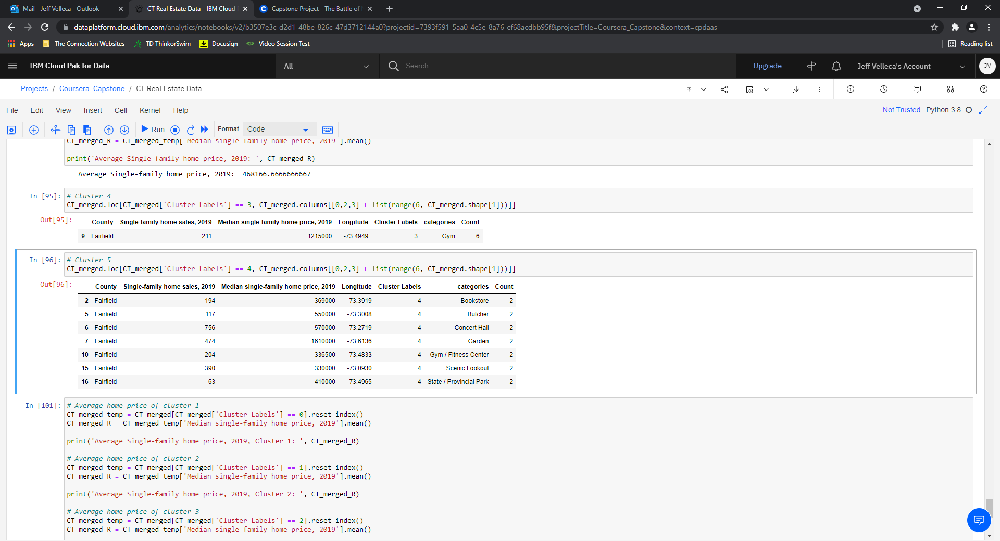 Mail - Jeff Velleca - Outlook
CT Real Estate Data - IBM Cloud
Capstone Project - The Battle of
dataplatform.cloud.ibm.com/analytics/notebooks/v2/b3507e3c-d2d1-48be-826c-47d3712144a0?projectid=7393f591-5aa0-4c5e-8a76-ef68acdbb95f&projectTitle=Coursera_Capstone&context=cpdaas
Apps The Connection Websites TD ThinkorSwim Docusign Video Session Test Reading list
IBM Cloud Pak for Data All Search Upgrade Jeff Velleca's Account JV
Projects / Coursera_Capstone / CT Real Estate Data
File Edit View Insert Cell Kernel Help Not Trusted | Python 3.8
Run Format Code
CT_merged_R = CT_merged_temp['Median single-family home price, 2019'].mean()
print('Average Single-family home price, 2019: ', CT_merged_R)
Average Single-family home price, 2019:  468166.6666666667
In [95]: # Cluster 4
CT_merged.loc[CT_merged['Cluster Labels'] == 3, CT_merged.columns[[0,2,3] + list(range(6, CT_merged.shape[1]))]]
Out[95]:
County Single-family home sales, 2019 Median single-family home price, 2019 Longitude Cluster Labels categories Count
9 Fairfield 211 1215000 -73.4949 3 Gym 6
In [96]: # Cluster 5
CT_merged.loc[CT_merged['Cluster Labels'] == 4, CT_merged.columns[[0,2,3] + list(range(6, CT_merged.shape[1]))]]
Out[96]:
County Single-family home sales, 2019 Median single-family home price, 2019 Longitude Cluster Labels categories Count
2 Fairfield 194 369000 -73.3919 4 Bookstore 2
5 Fairfield 117 550000 -73.3008 4 Butcher 2
6 Fairfield 756 570000 -73.2719 4 Concert Hall 2
7 Fairfield 474 1610000 -73.6136 4 Garden 2
10 Fairfield 204 336500 -73.4833 4 Gym / Fitness Center 2
15 Fairfield 390 330000 -73.0930 4 Scenic Lookout 2
16 Fairfield 63 410000 -73.4965 4 State / Provincial Park 2
In [101]: # Average home price of cluster 1
CT_merged_temp = CT_merged[CT_merged['Cluster Labels'] == 0].reset_index()
CT_merged_R = CT_merged_temp['Median single-family home price, 2019'].mean()
print('Average Single-family home price, 2019, Cluster 1: ', CT_merged_R)
# Average home price of cluster 2
CT_merged_temp = CT_merged[CT_merged['Cluster Labels'] == 1].reset_index()
CT_merged_R = CT_merged_temp['Median single-family home price, 2019'].mean()
print('Average Single-family home price, 2019, Cluster 2: ', CT_merged_R)
# Average home price of cluster 3
CT_merged_temp = CT_merged[CT_merged['Cluster Labels'] == 2].reset_index()
CT_merged_R = CT_merged_temp['Median single-family home price, 2019'].mean()